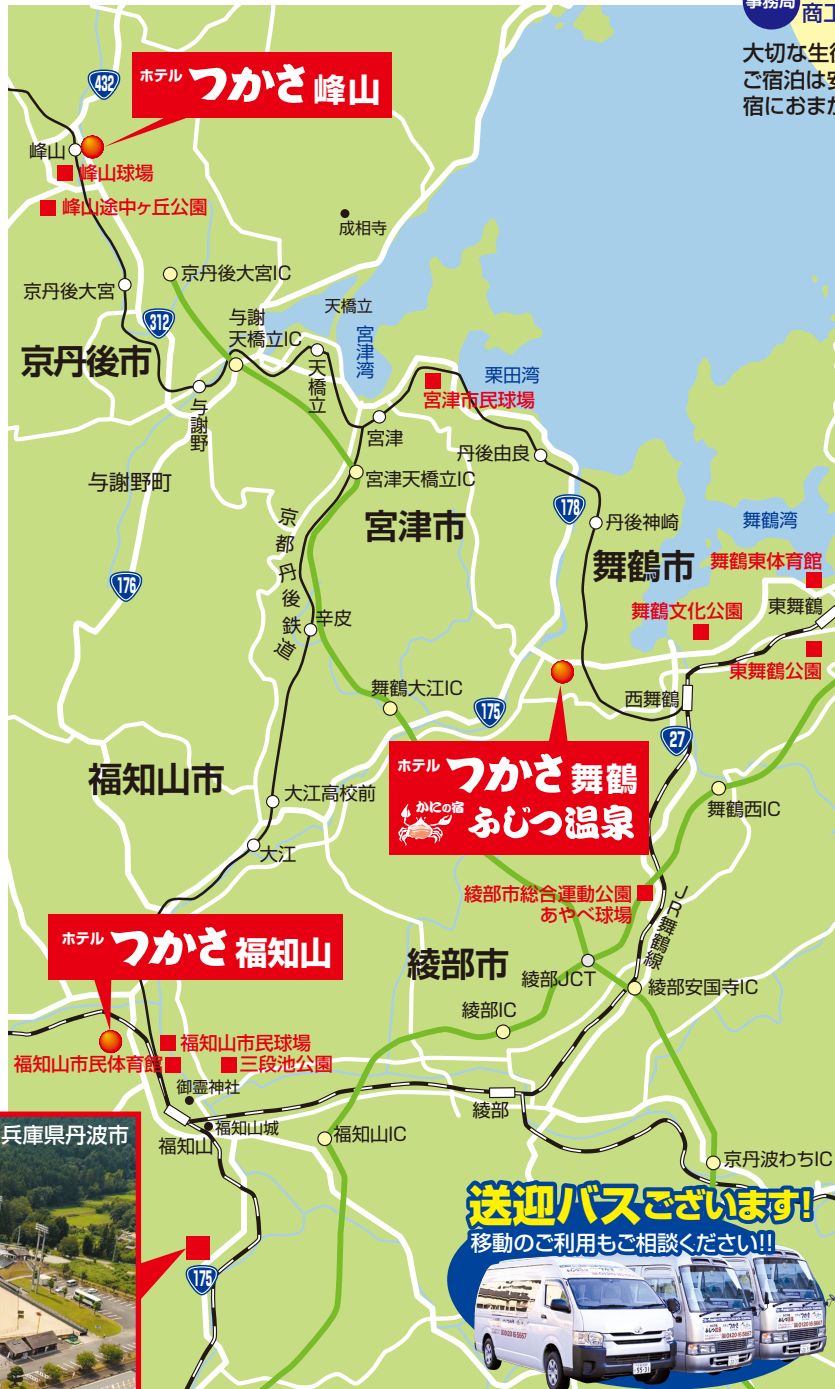 事務局
商工
大切な生徒
ご宿泊は安
宿におまか
432
ホテル つかさ 峰山
峰山
峰山球場
峰山途中ヶ丘公園
成相寺
京丹後大宮IC
京丹後大宮
312
与謝
天橋立IC
天橋立
宮津湾
京丹後市
天橋立
栗田湾
宮津市民球場
与謝野
宮津
丹後由良
与謝野町
宮津天橋立IC
178
京都丹後鉄道
宮津市
丹後神崎
舞鶴湾
舞鶴市
舞鶴東体育館
176
舞鶴文化公園
東舞鶴
辛皮
東舞鶴公園
舞鶴大江IC
175
西舞鶴
27
ホテル つかさ 舞鶴
かにの宿 ふじつ温泉
福知山市
大江高校前
舞鶴西IC
大江
綾部市総合運動公園
あやべ球場
JR舞鶴線
ホテル つかさ 福知山
綾部市
綾部JCT
綾部安国寺IC
綾部IC
福知山市民球場
福知山市民体育館
三段池公園
御霊神社
綾部
福知山城
福知山
福知山IC
兵庫県丹波市
京丹波わちIC
175
送迎バスございます!
移動のご利用もご相談ください!!